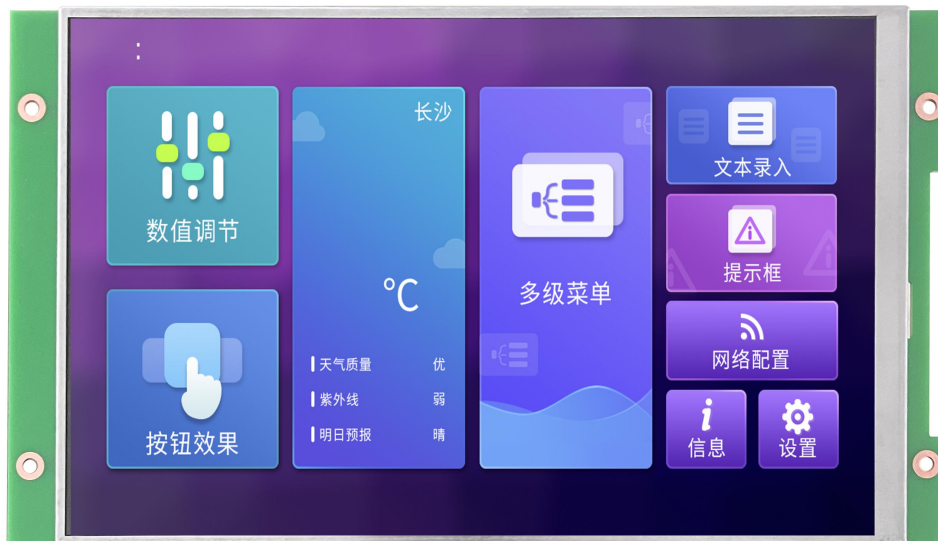 :
数值调节
按钮效果
长沙
℃
天气质量 优
紫外线 弱
明日预报 晴
多级菜单
文本录入
提示框
网络配置
信息
设置